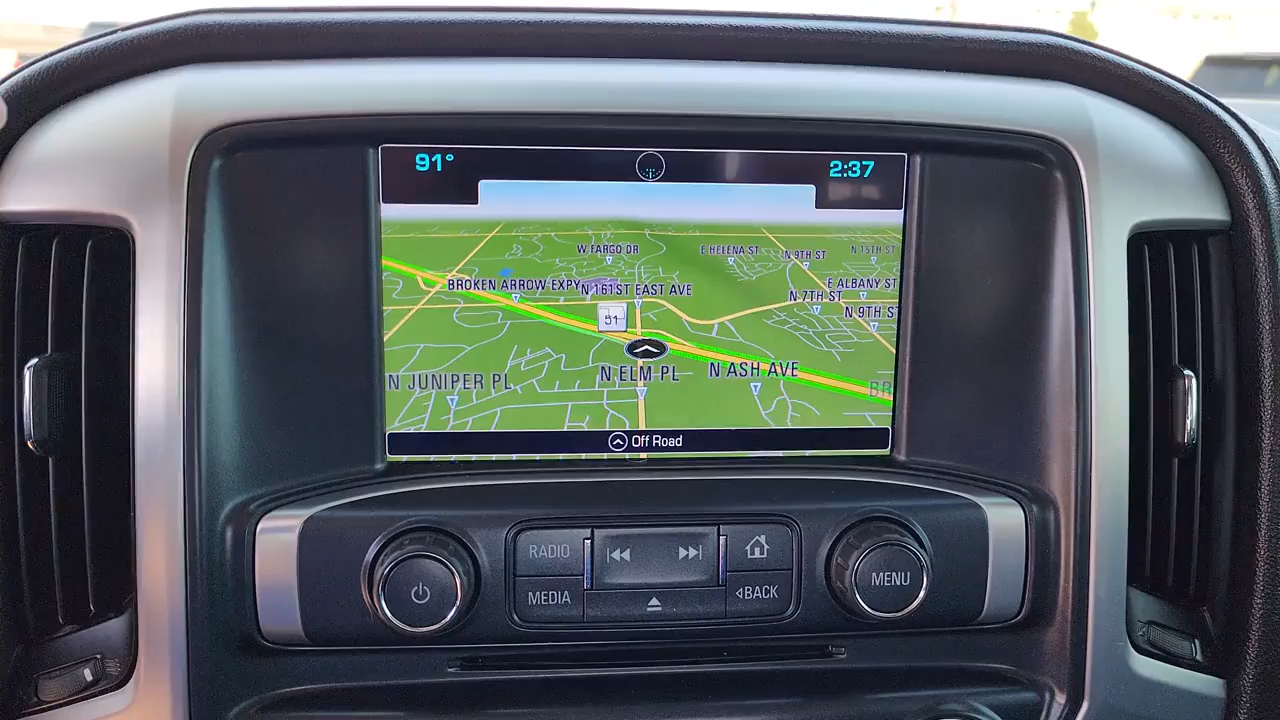 91°
2:37
W FARGO DR
E HELENA ST
N 9TH ST
N 15TH ST
BROKEN ARROW EXPY
N 161ST EAST AVE
E ALBANY ST
N 7TH ST
N 9TH ST
51
N JUNIPER PL
N ELM PL
N ASH AVE
BR
Off Road
RADIO
MEDIA
BACK
MENU